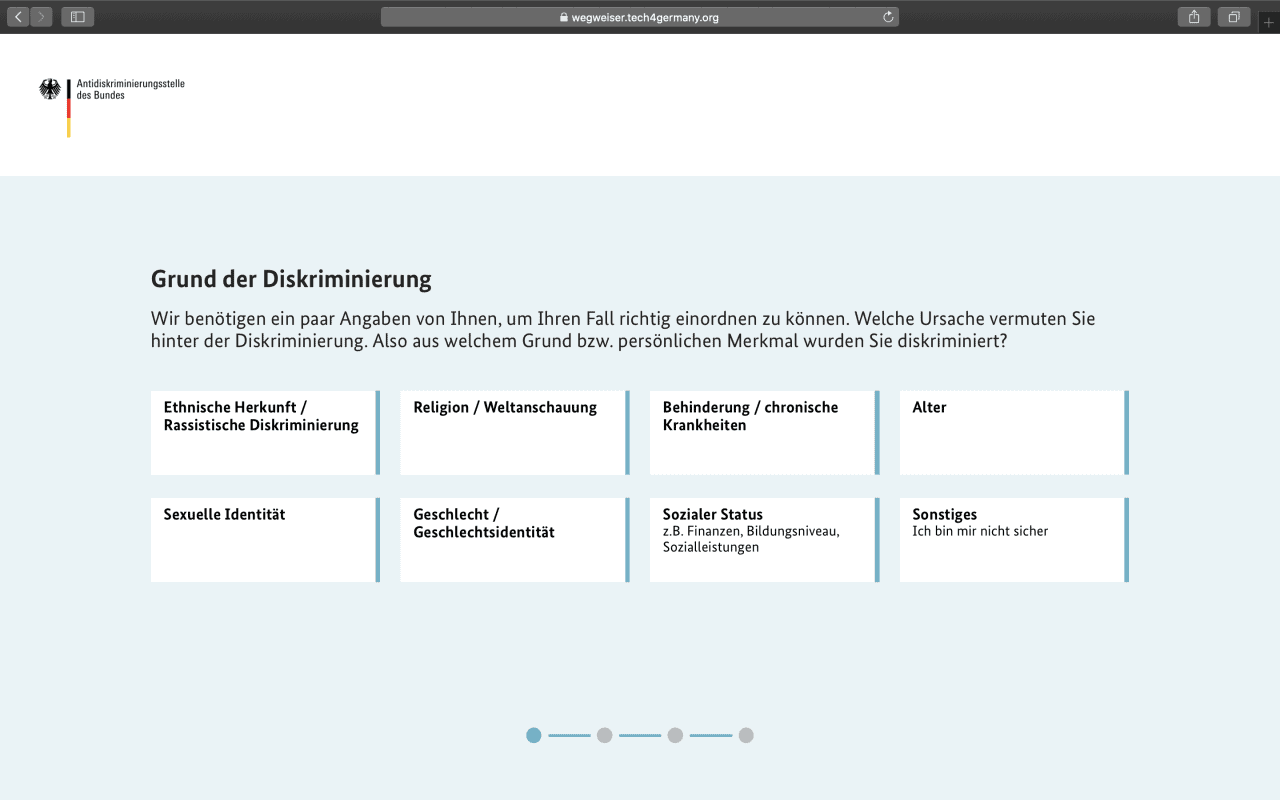 wegweiser.tech4germany.org
Antidiskriminierungsstelle
des Bundes
Grund der Diskriminierung
Wir benötigen ein paar Angaben von Ihnen, um Ihren Fall richtig einordnen zu können. Welche Ursache vermuten Sie
hinter der Diskriminierung. Also aus welchem Grund bzw. persönlichen Merkmal wurden Sie diskriminiert?
Ethnische Herkunft /
Rassistische Diskriminierung
Religion / Weltanschauung
Behinderung / chronische
Krankheiten
Alter
Sexuelle Identität
Geschlecht /
Geschlechtsidentität
Sozialer Status
z.B. Finanzen, Bildungsniveau,
Sozialleistungen
Sonstiges
Ich bin mir nicht sicher